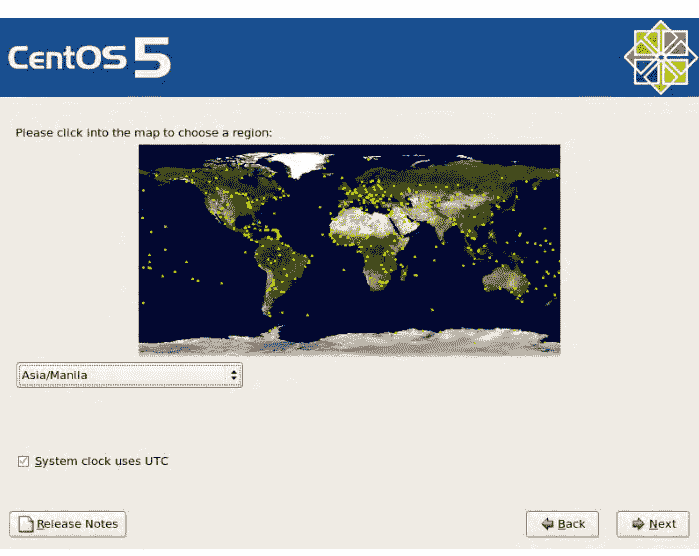 CentOS 5
Please click into the map to choose a region:
Asia/Manila
System clock uses UTC
Release Notes
Back
Next